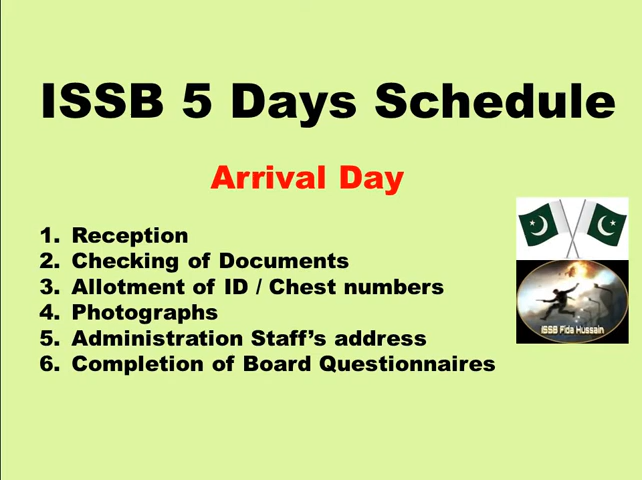 ISSB 5 Days Schedule
Arrival Day
1. Reception
2. Checking of Documents
3. Allotment of ID / Chest numbers
4. Photographs
5. Administration Staff's address
6. Completion of Board Questionnaires
ISSB Fida Hussain